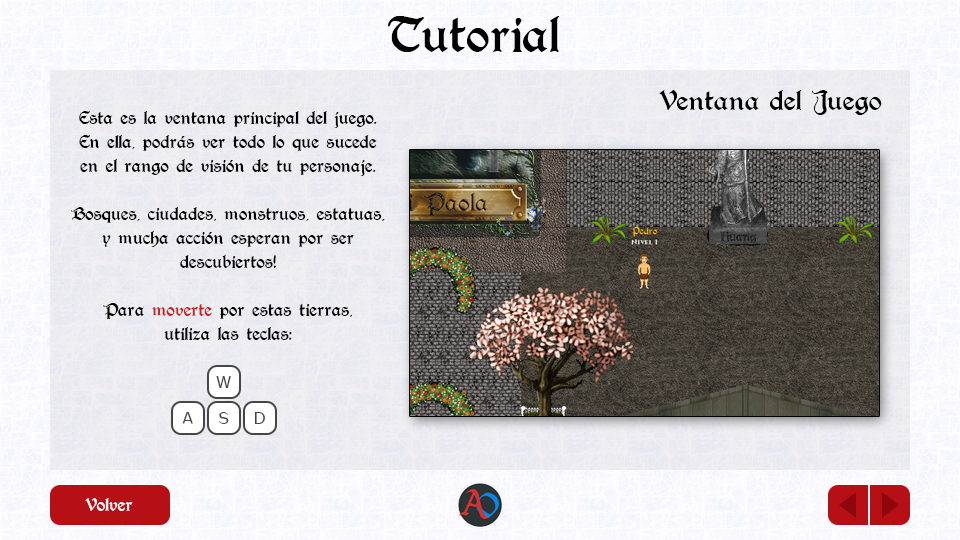 Tutorial
Ventana del Juego
Esta es la ventana principal del juego.
En ella, podrás ver todo lo que sucede
en el rango de visión de tu personaje.
Bosques, ciudades, monstruos, estatuas,
y mucha acción esperan por ser
descubiertos!
Para moverte por estas tierras,
utiliza las teclas:
W
A S D
Paola
Pedro
NIVEL 1
Volver